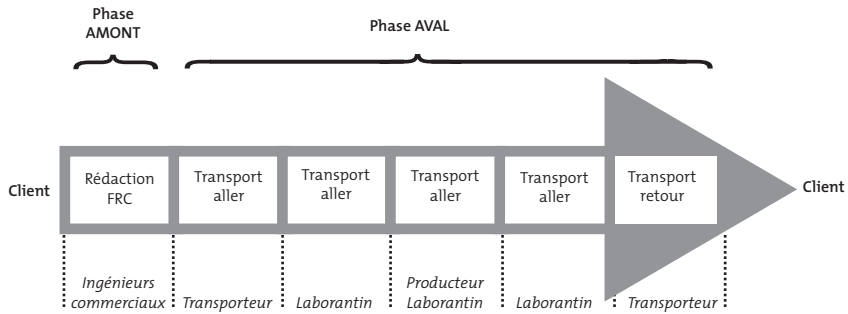 Phase
AMONT
Phase AVAL
Client
Rédaction
FRC
Transport
aller
Transport
aller
Transport
aller
Transport
aller
Transport
retour
Client
Ingénieurs
commerciaux
Transporteur
Laborantin
Producteur
Laborantin
Laborantin
Transporteur